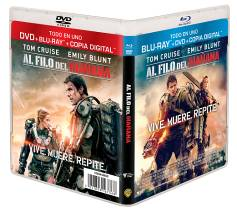 DVD
TODO EN UNO
DVD + BLU-RAY + COPIA DIGITAL
TOM CRUISE EMILY BLUNT
AL FILO DEL MAÑANA
VIVE. MUERE. REPITE.
AL FILO DEL MAÑANA
BLU-RAY
TODO EN UNO
BLU-RAY + DVD + COPIA DIGITAL
TOM CRUISE EMILY BLUNT
AL FILO DEL MAÑANA
VIVE. MUERE. REPITE.